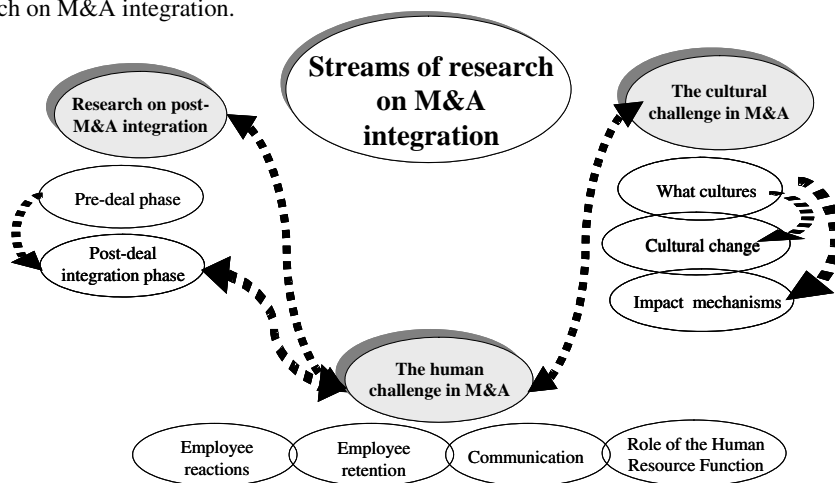 ch on M&A integration.
Streams of research
on M&A
integration
Research on post-
M&A integration
Pre-deal phase
Post-deal
integration phase
The cultural
challenge in M&A
What cultures
Cultural change
Impact mechanisms
The human
challenge in M&A
Employee
reactions
Employee
retention
Communication
Role of the Human
Resource Function